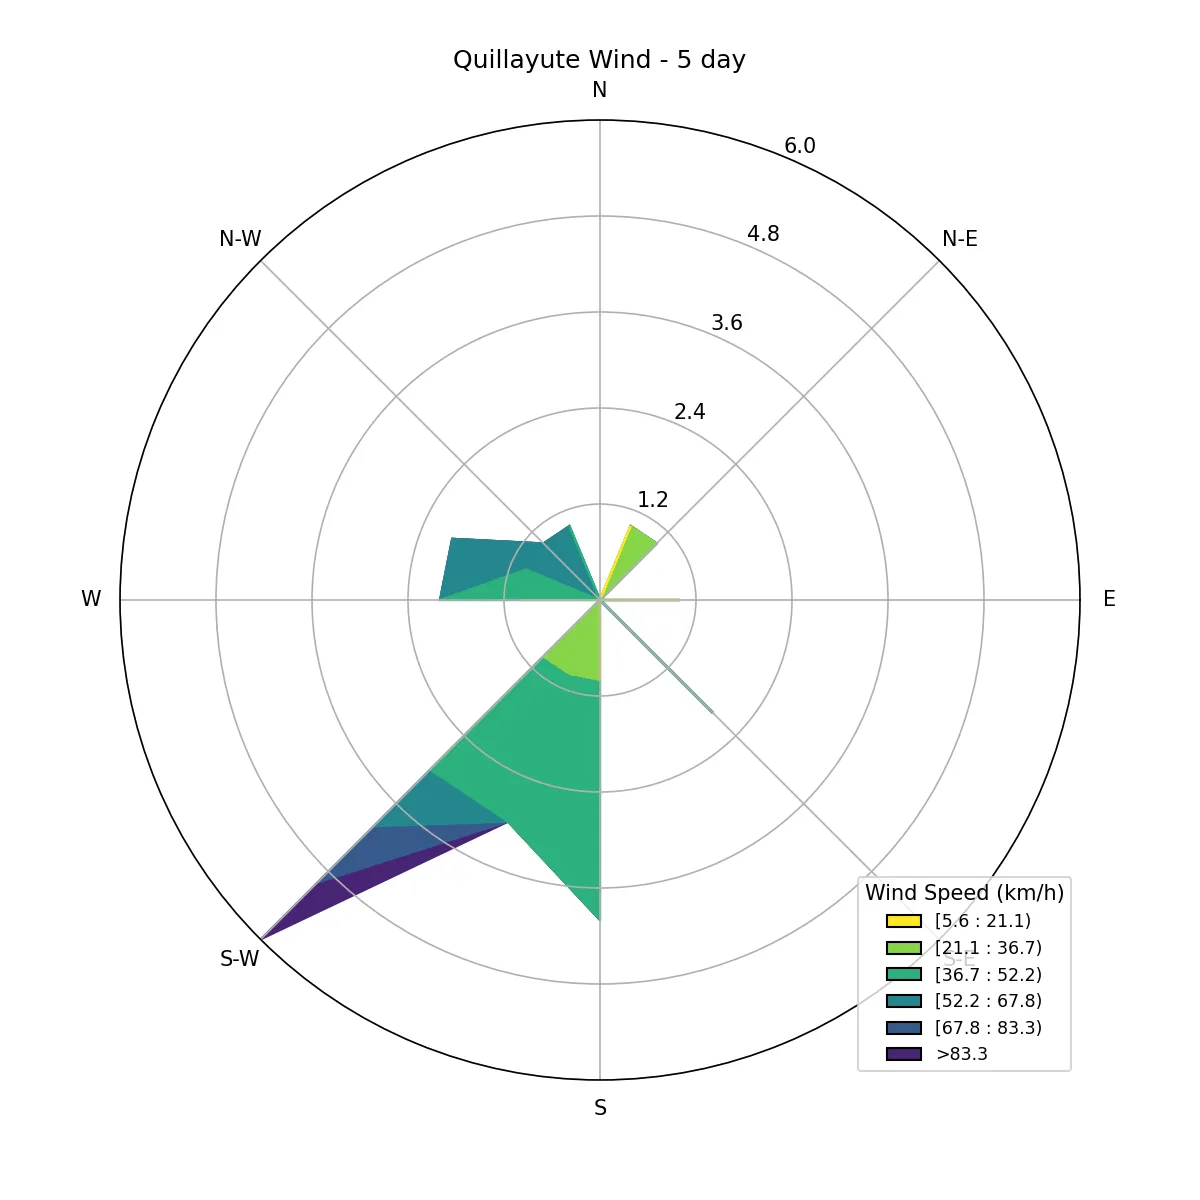 Quillayute Wind - 5 day
N
6.0
N-W
4.8
N-E
3.6
2.4
1.2
W
E
S-W
S-E
S
Wind Speed (km/h)
[5.6 : 21.1)
[21.1 : 36.7)
[36.7 : 52.2)
[52.2 : 67.8)
[67.8 : 83.3)
>83.3